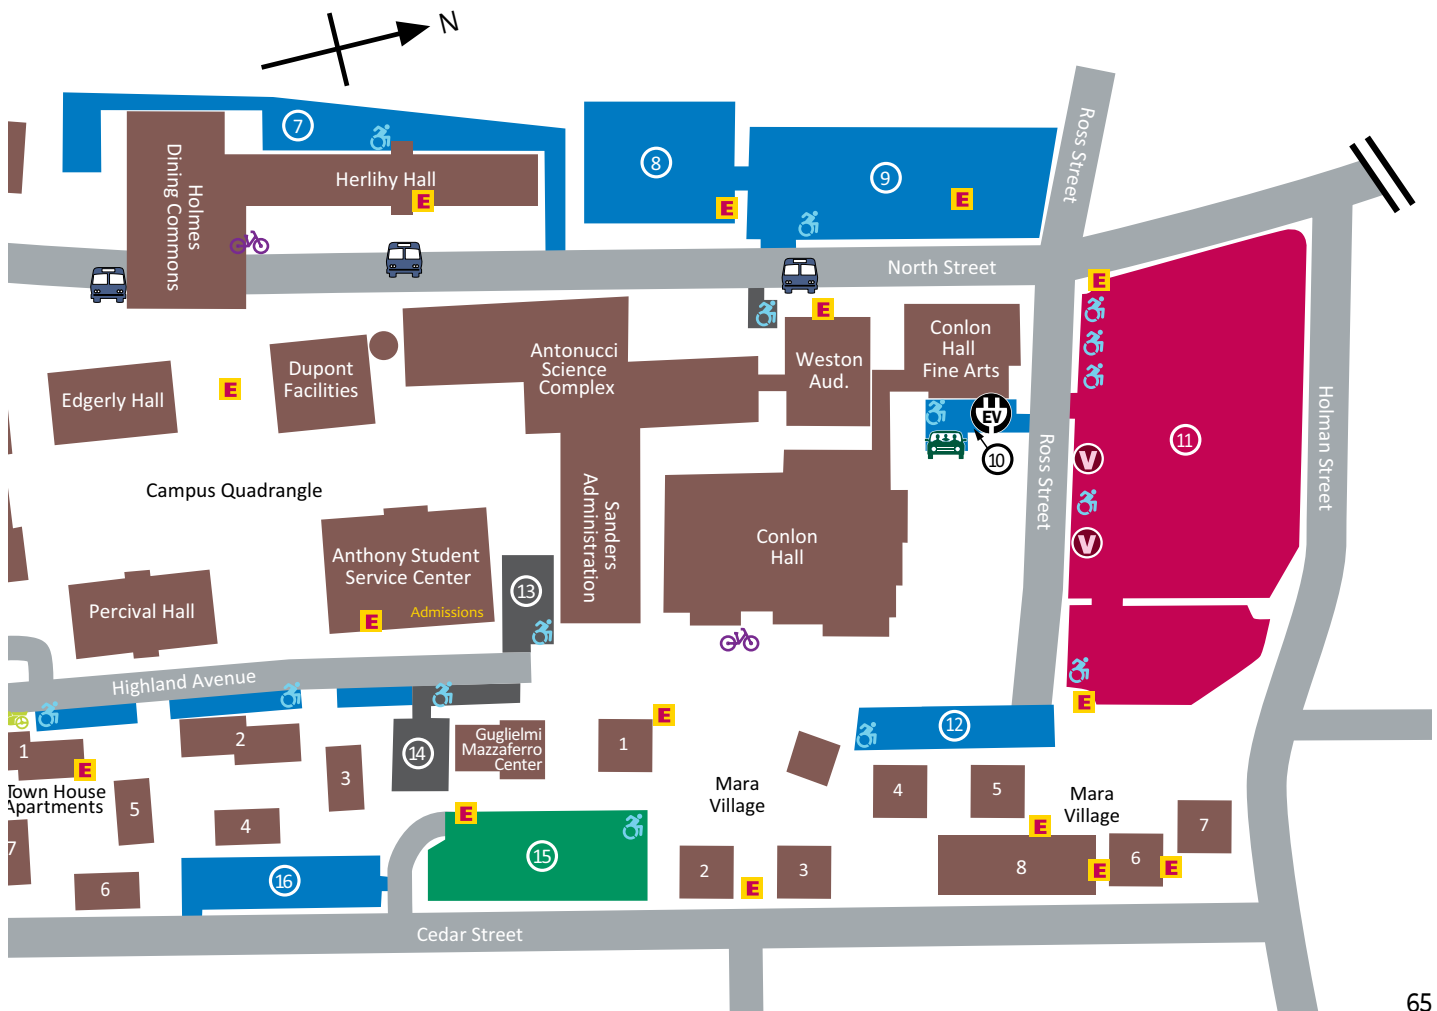 N
7
8
9
Ross Street
Holmes
Dining Commons
Herlihy Hall
E
E
E
North Street
E
E
Antonucci
Science
Complex
Weston
Aud.
Conlon
Hall
Fine Arts
Dupont
Facilities
Edgerly Hall
E
EV
10
11
V
V
Ross Street
Holman Street
Campus Quadrangle
Sanders
Administration
Conlon
Hall
Anthony Student
Service Center
Admissions
E
13
Percival Hall
Highland Avenue
E
12
14
Guglielmi
Mazzaferro
Center
1
E
1
2
3
E
Town House
Apartments
5
4
7
6
16
E
15
Mara
Village
2
E
3
4
5
Mara
Village
E
8
E
6
E
7
Cedar Street
65